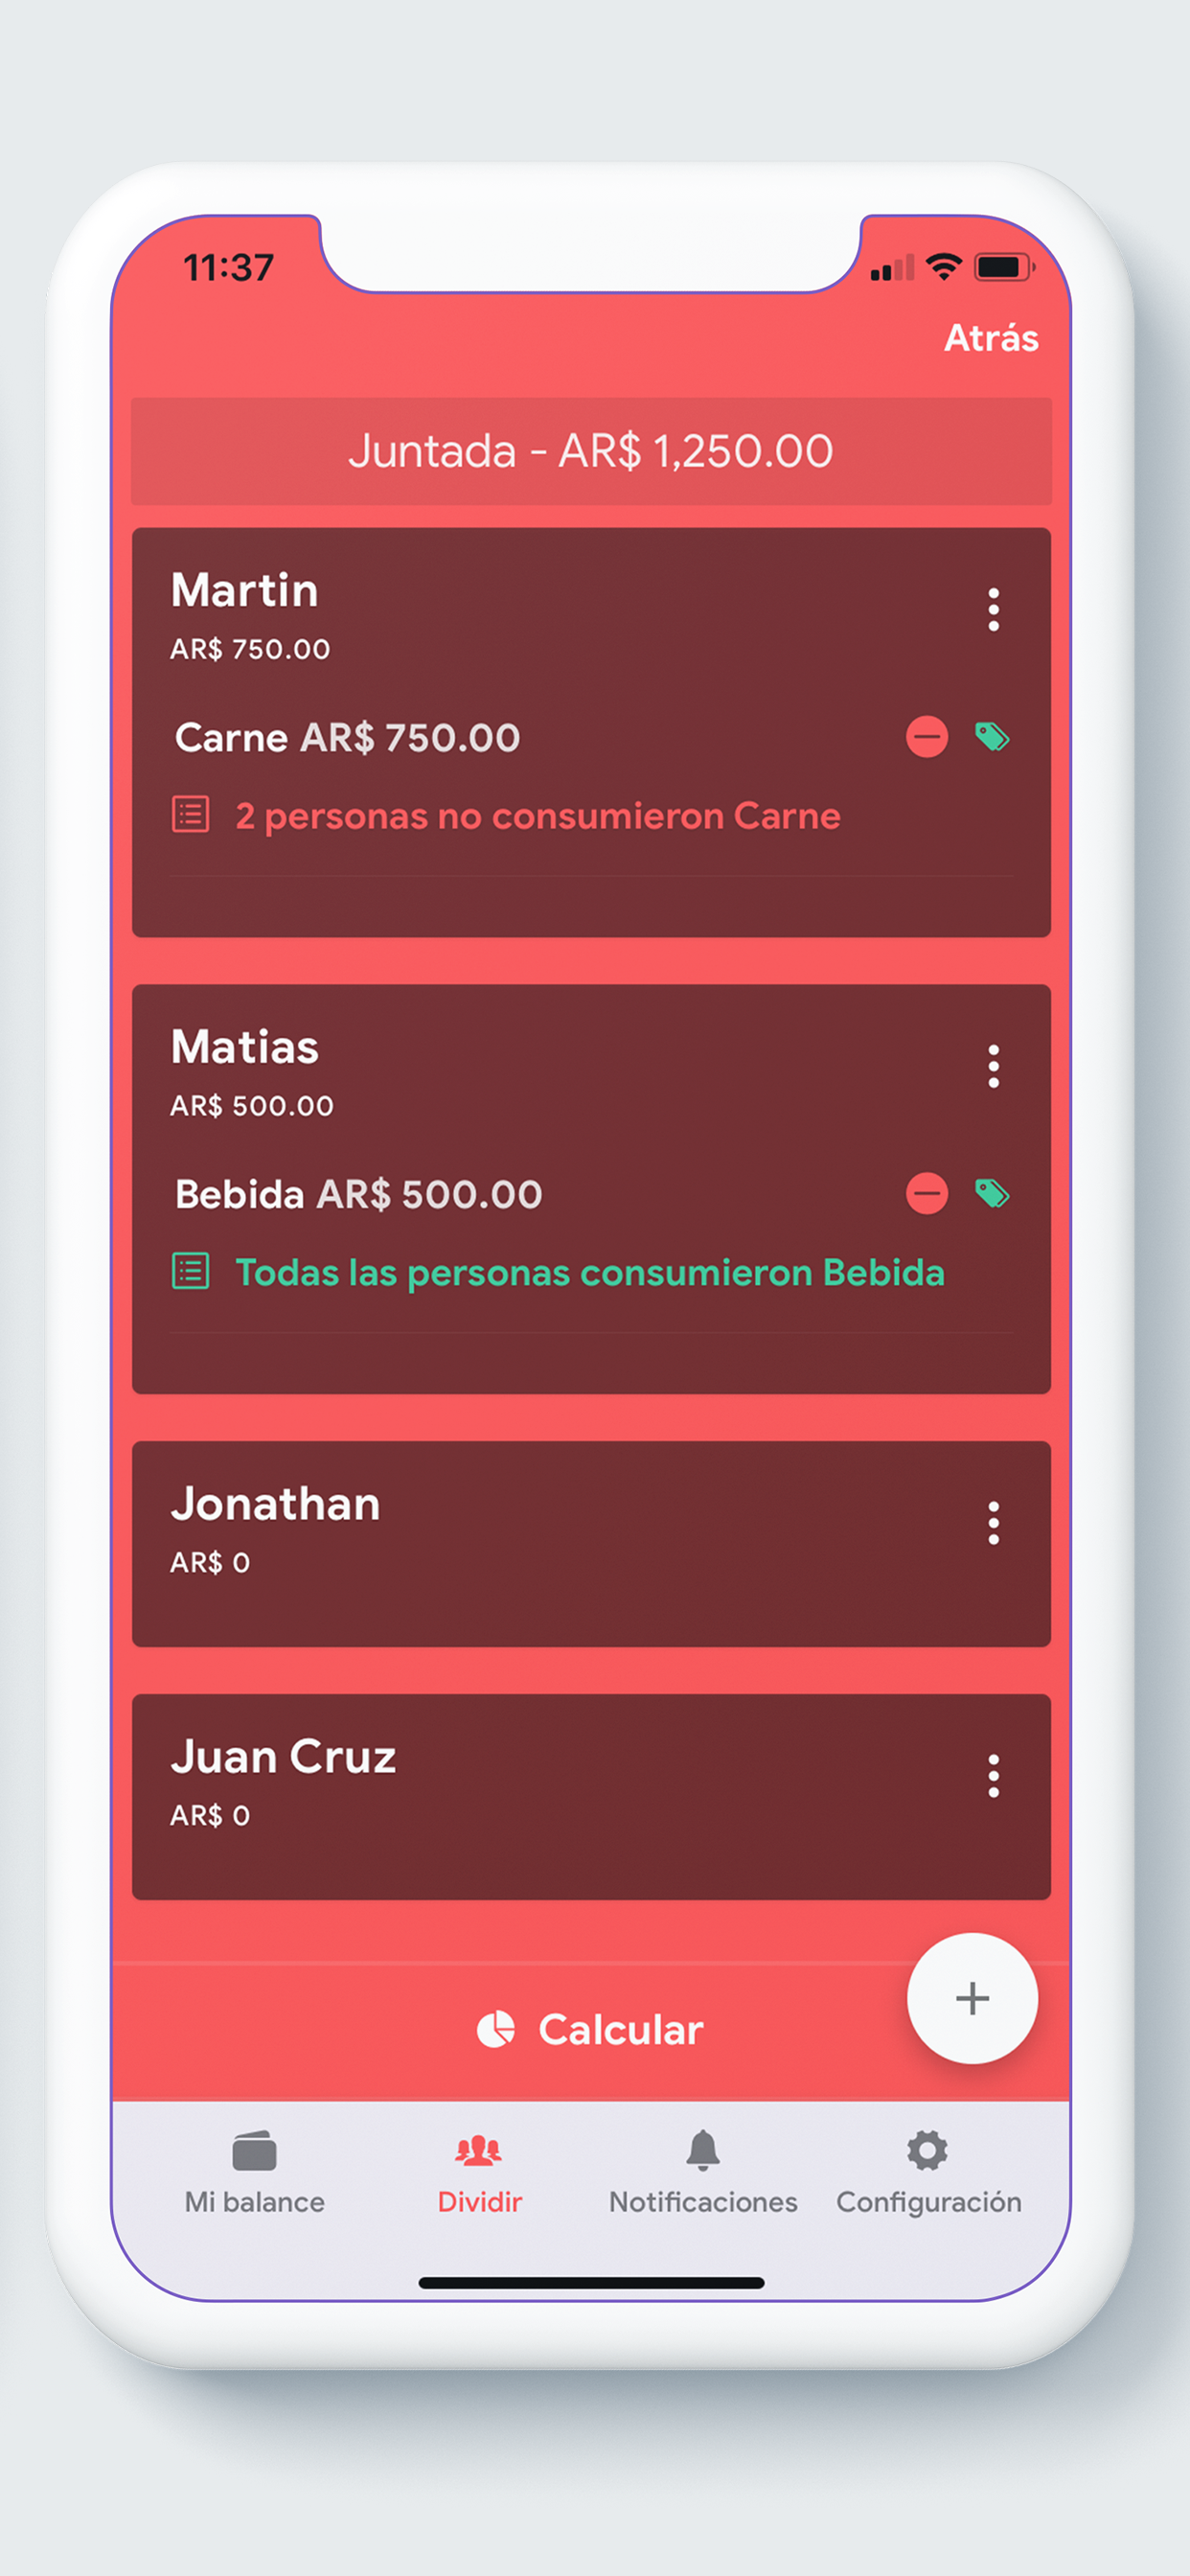 11:37
Atrás
Juntada - AR$ 1,250.00
Martin
AR$ 750.00
Carne AR$ 750.00
2 personas no consumieron Carne
Matias
AR$ 500.00
Bebida AR$ 500.00
Todas las personas consumieron Bebida
Jonathan
AR$ 0
Juan Cruz
AR$ 0
Calcular
Mi balance Dividir Notificaciones Configuración